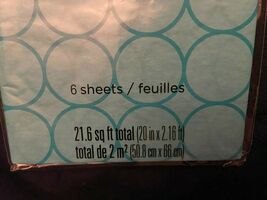 6 sheets / feuilles
21.6 sq ft total (20 in x 2.16 ft)
total de 2 m² (50.8 cm x 66 cm)